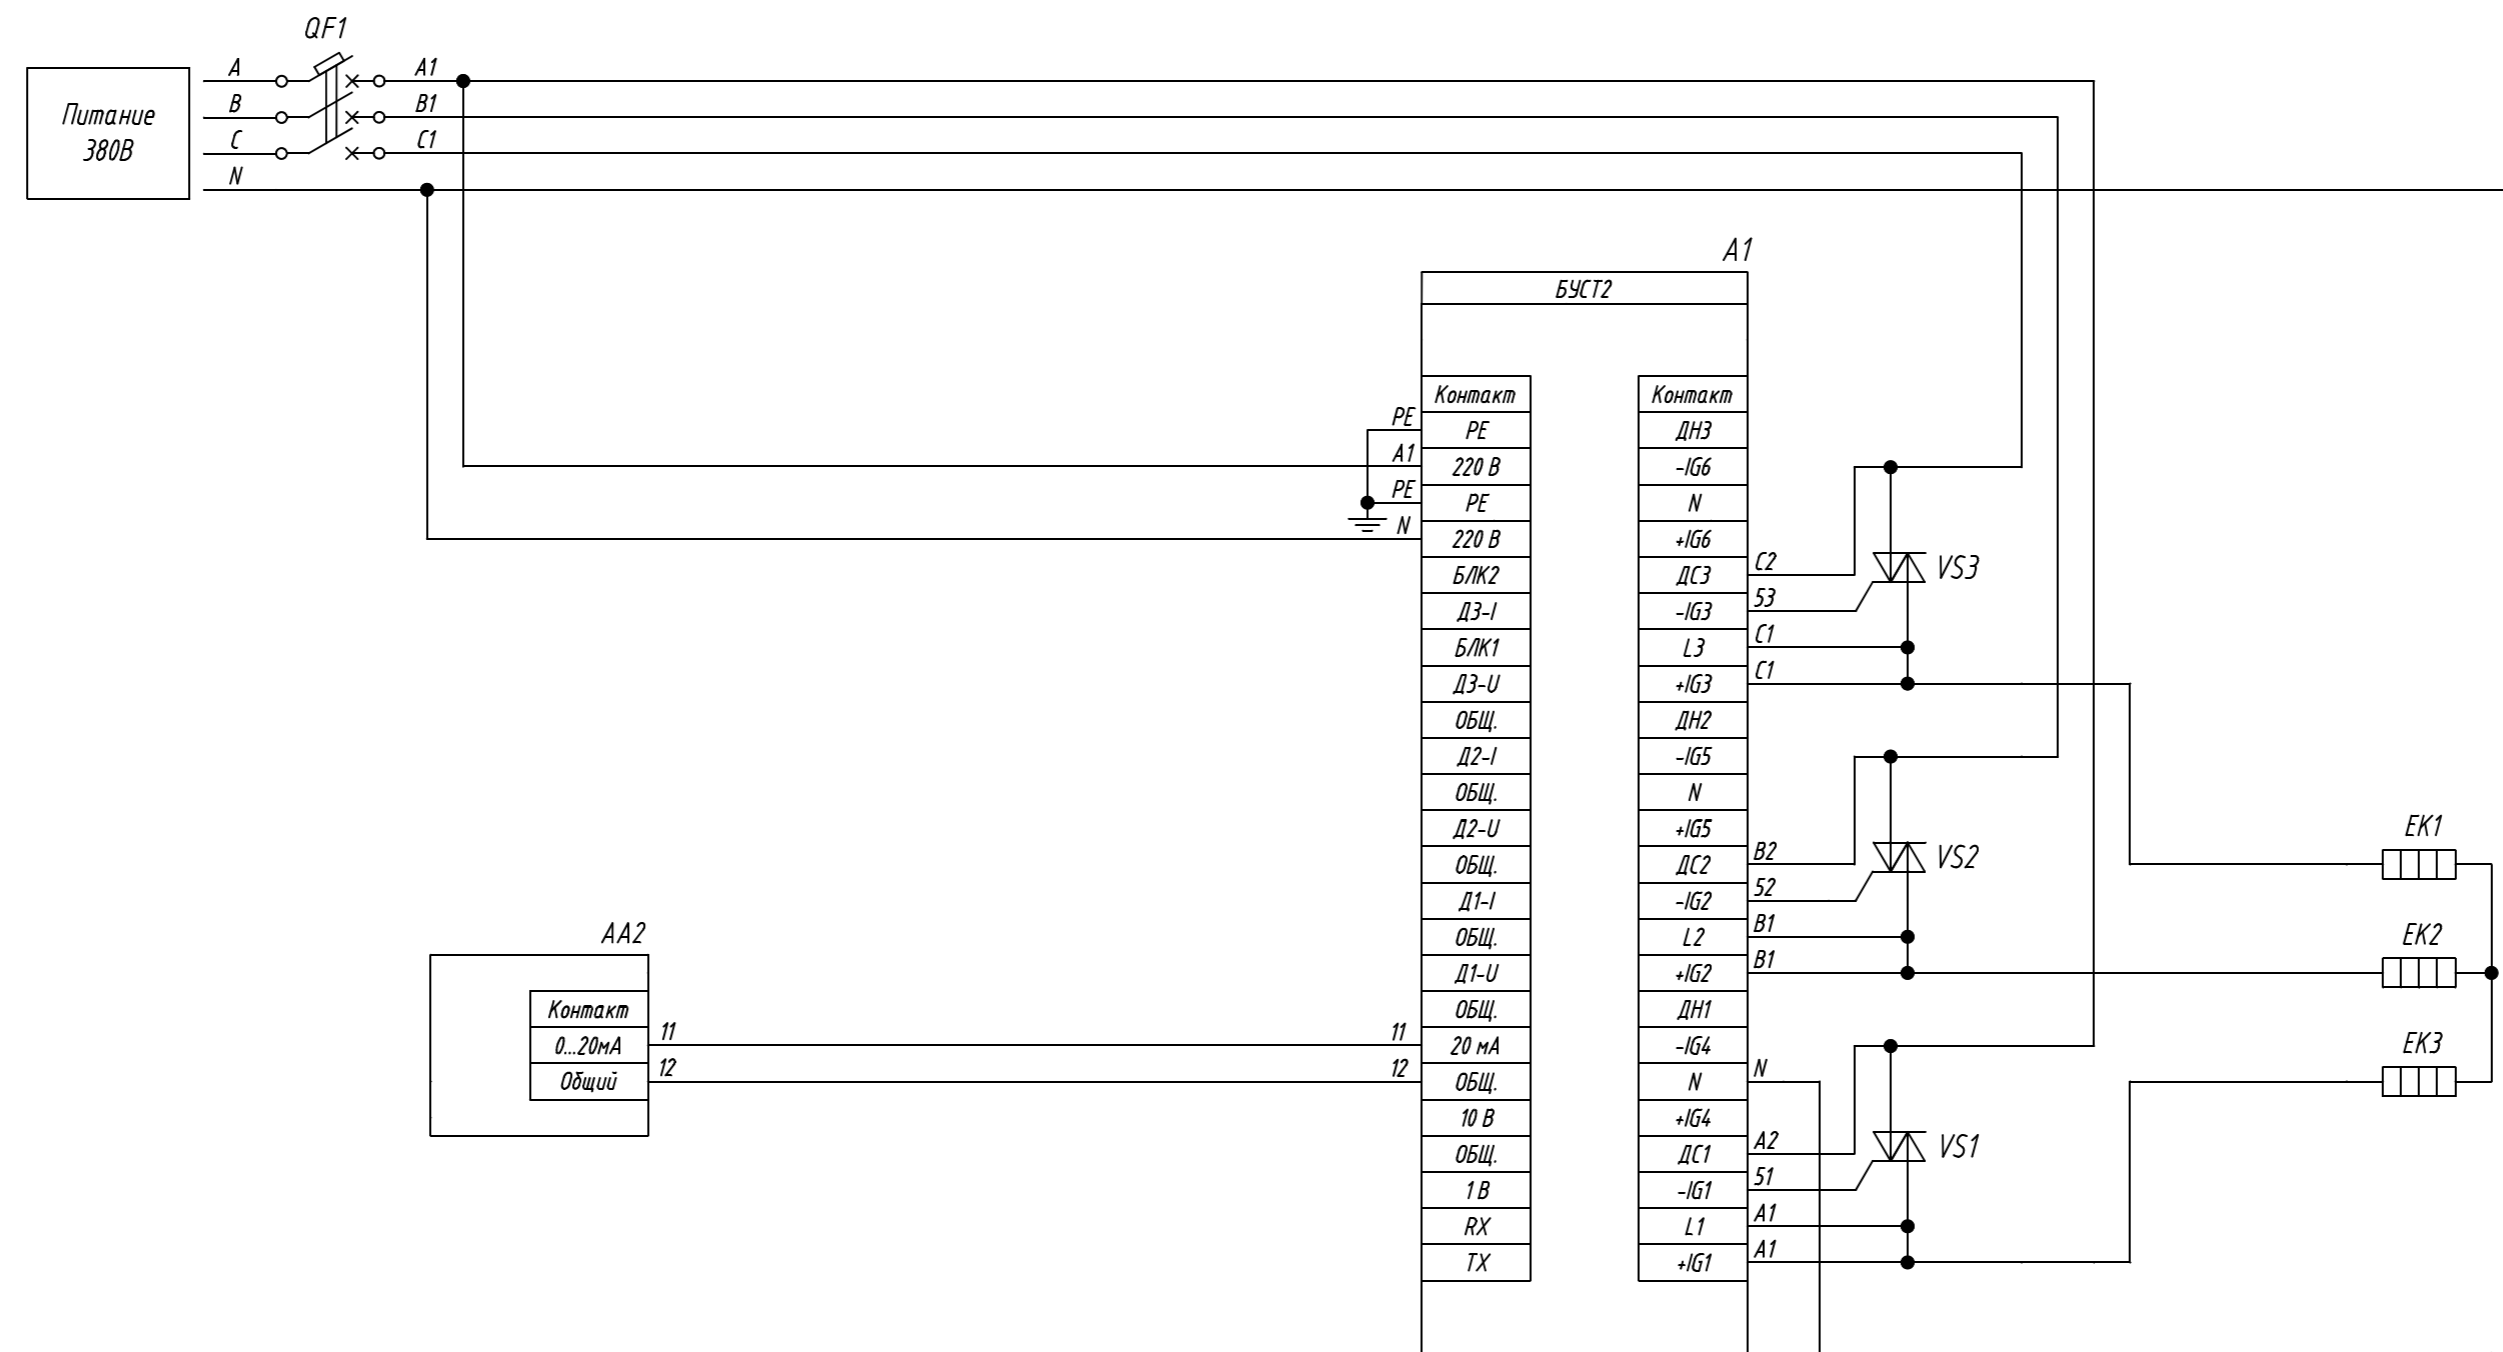 QF1
A
A1
B
B1
C
C1
N
Питание
380В
A1
БУСТ2
Контакт
PE
PE
A1
220 В
PE
PE
N
220 В
БЛК2
Д3-I
БЛК1
Д3-U
ОБЩ.
Д2-I
ОБЩ.
Д2-U
ОБЩ.
Д1-I
ОБЩ.
Д1-U
ОБЩ.
11
20 мА
12
ОБЩ.
10 В
ОБЩ.
1 В
RX
TX
Контакт
ДН3
-IG6
N
+IG6
ДС3
C2
-IG3
53
L3
C1
+IG3
C1
ДН2
-IG5
N
+IG5
ДС2
B2
-IG2
52
L2
B1
+IG2
B1
ДН1
-IG4
N
N
+IG4
ДС1
A2
-IG1
51
L1
A1
+IG1
A1
VS3
VS2
VS1
EK1
EK2
EK3
AA2
Контакт
0...20мА
11
Общий
12